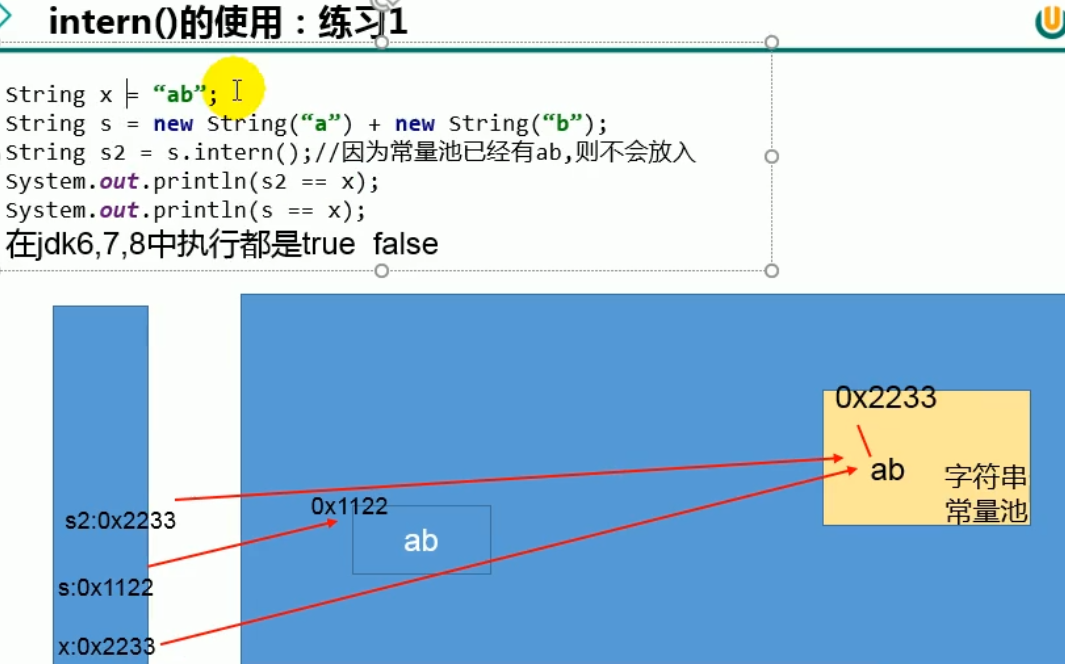 intern()的使用：练习1
String x = “ab”;
String s = new String(“a”) + new String(“b”);
String s2 = s.intern();//因为常量池已经有ab,则不会放入
System.out.println(s2 == x);
System.out.println(s == x);
在jdk6,7,8中执行都是true  false
0x2233
ab
字符串
常量池
s2:0x2233
0x1122
ab
s:0x1122
x:0x2233